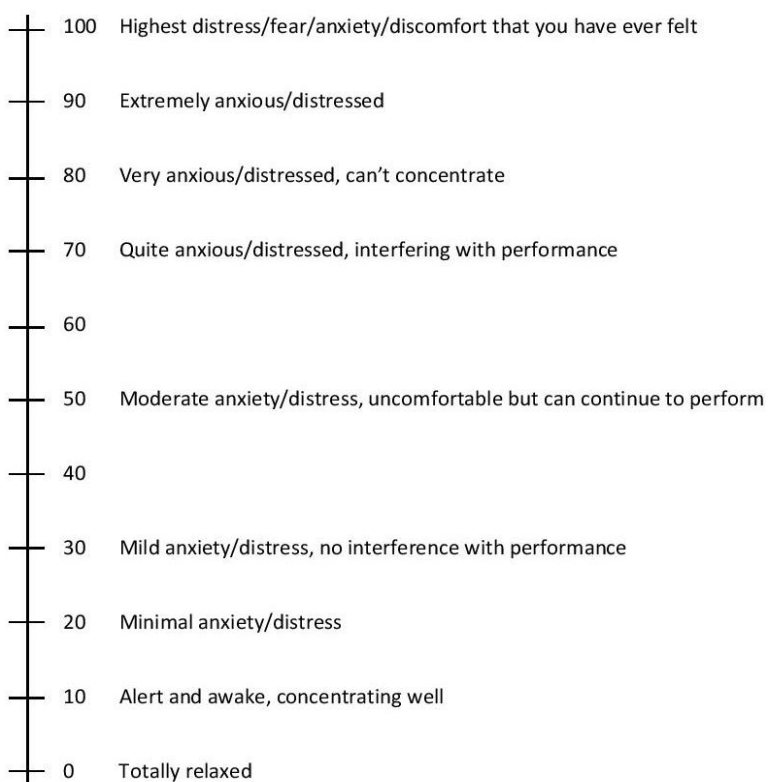 100 Highest distress/fear/anxiety/discomfort that you have ever felt
90 Extremely anxious/distressed
80 Very anxious/distressed, can’t concentrate
70 Quite anxious/distressed, interfering with performance
60
50 Moderate anxiety/distress, uncomfortable but can continue to perform
40
30 Mild anxiety/distress, no interference with performance
20 Minimal anxiety/distress
10 Alert and awake, concentrating well
0 Totally relaxed